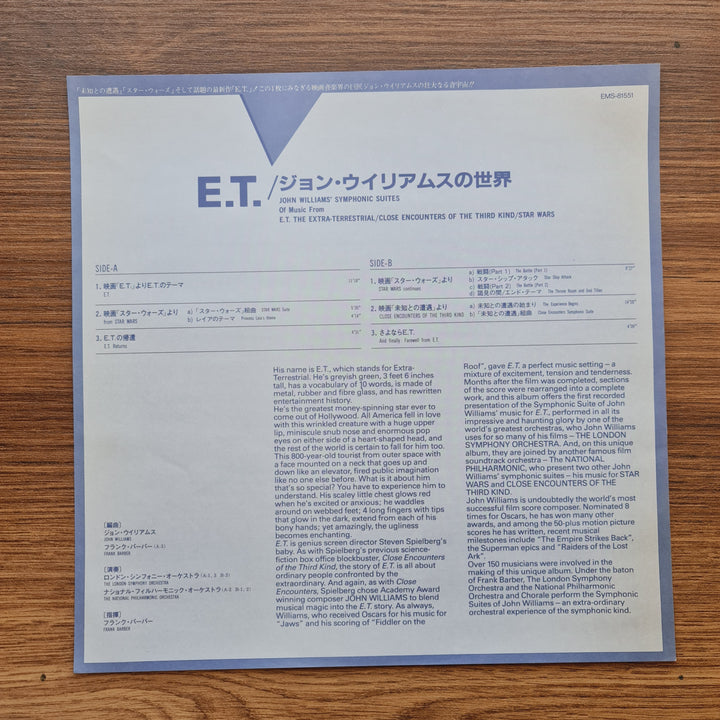 「未知との遭遇」「スター・ウォーズ」そして話題の最新作「E.T.」!この1枚にみなぎる映画音楽界の巨匠ジョン・ウイリアムスの壮大なる音宇宙!!
EMS-81551
E.T./ジョン・ウイリアムスの世界
JOHN WILLIAMS' SYMPHONIC SUITES
Of Music From
E.T. THE EXTRA-TERRESTRIAL/CLOSE ENCOUNTERS OF THE THIRD KIND/STAR WARS
SIDE-A
1. 映画「E.T.」よりE.T.のテーマ
E.T.
2. 映画「スター・ウォーズ」より a)「スター・ウォーズ」組曲 STAR WARS Suite
from STAR WARS b) レイアのテーマ Princess Leia's theme
3. E.T.の帰還
E.T. Returns
SIDE-B
1. 映画「スター・ウォーズ」より a) 戦闘(Part 1) The Battle (Part 1)
STAR WARS continues b) スター・シップ・アタック Star Ship Attack
c) 戦闘(Part 2) The Battle (Part 2)
d) 謁見の間/エンド・テーマ The Throne Room and End Titles
2. 映画「未知との遭遇」より a) 未知との遭遇の始まり The Experience Begins
CLOSE ENCOUNTERS OF THE THIRD KIND b)「未知との遭遇」組曲 Close Encounters Symphonic Suite
3. さよならE.T.
And finally: Farewell from E.T.
His name is E.T., which stands for Extra-
Terrestrial. He's greyish green, 3 feet 6 inches
tall, has a vocabulary of 10 words, is made of
metal, rubber and fibre glass, and has rewritten
entertainment history.
He's the greatest money-spinning star ever to
come out of Hollywood. All America fell in love
with this wrinkled creature with a huge upper
lip, miniscule snub nose and enormous pop
eyes on either side of a heart-shaped head, and
the rest of the world is certain to fall for him too.
This 800-year-old tourist from outer space with
a face mounted on a neck that goes up and
down like an elevator, fired public imagination
like no one else before. What is it about him
that's so special? You have to experience him to
understand. His scaley little chest glows red
when he's excited or anxious; he waddles
around on webbed feet; 4 long fingers with tips
that glow in the dark, extend from each of his
bony hands; yet amazingly, the ugliness
becomes enchanting.
E.T. is genius screen director Steven Spielberg's
baby. As with Spielberg's previous science-
fiction box office blockbuster, Close Encounters
of the Third Kind, the story of E.T. is all about
ordinary people confronted by the
extraordinary. And again, as with Close
Encounters, Spielberg chose Academy Award
winning composer JOHN WILLIAMS to blend
musical magic into the E.T. story. As always,
Williams, who received Oscars for his music for
"Jaws" and his scoring of "Fiddler on the
Roof", gave E.T. a perfect music setting – a
mixture of excitement, tension and tenderness.
Months after the film was completed, sections
of the score were rearranged into a complete
work, and this album offers the first recorded
presentation of the Symphonic Suite of John
Williams' music for E.T., performed in all its
impressive and haunting glory by one of the
world's greatest orchestras, who John Williams
uses for so many of his films – THE LONDON
SYMPHONY ORCHESTRA. And, on this unique
album, they are joined by another famous film
soundtrack orchestra – The NATIONAL
PHILHARMONIC, who present two other John
Williams' symphonic suites – his music for STAR
WARS and CLOSE ENCOUNTERS OF THE
THIRD KIND.
John Williams is undoubtedly the world's most
successful film score composer. Nominated 8
times for Oscars, he has won many other
awards, and among the 50-plus motion picture
scores he has written, recent musical
milestones include "The Empire Strikes Back",
the Superman epics and "Raiders of the Lost
Ark".
Over 150 musicians were involved in the
making of this unique album. Under the baton
of Frank Barber, The London Symphony
Orchestra and the National Philharmonic
Orchestra and Chorale perform the Symphonic
Suites of John Williams – an extra-ordinary
orchestral experience of the symphonic kind.
[編曲]
ジョン・ウイリアムス
JOHN WILLIAMS
フランク・バーバー(A-3)
FRANK BARBER
[演奏]
ロンドン・シンフォニー・オーケストラ(A-1, 3 B-3)
THE LONDON SYMPHONY ORCHESTRA
ナショナル・フィルハーモニック・オーケストラ(A-2 B-1, 2)
THE NATIONAL PHILHARMONIC ORCHESTRA
[指揮]
フランク・バーバー
FRANK BARBER